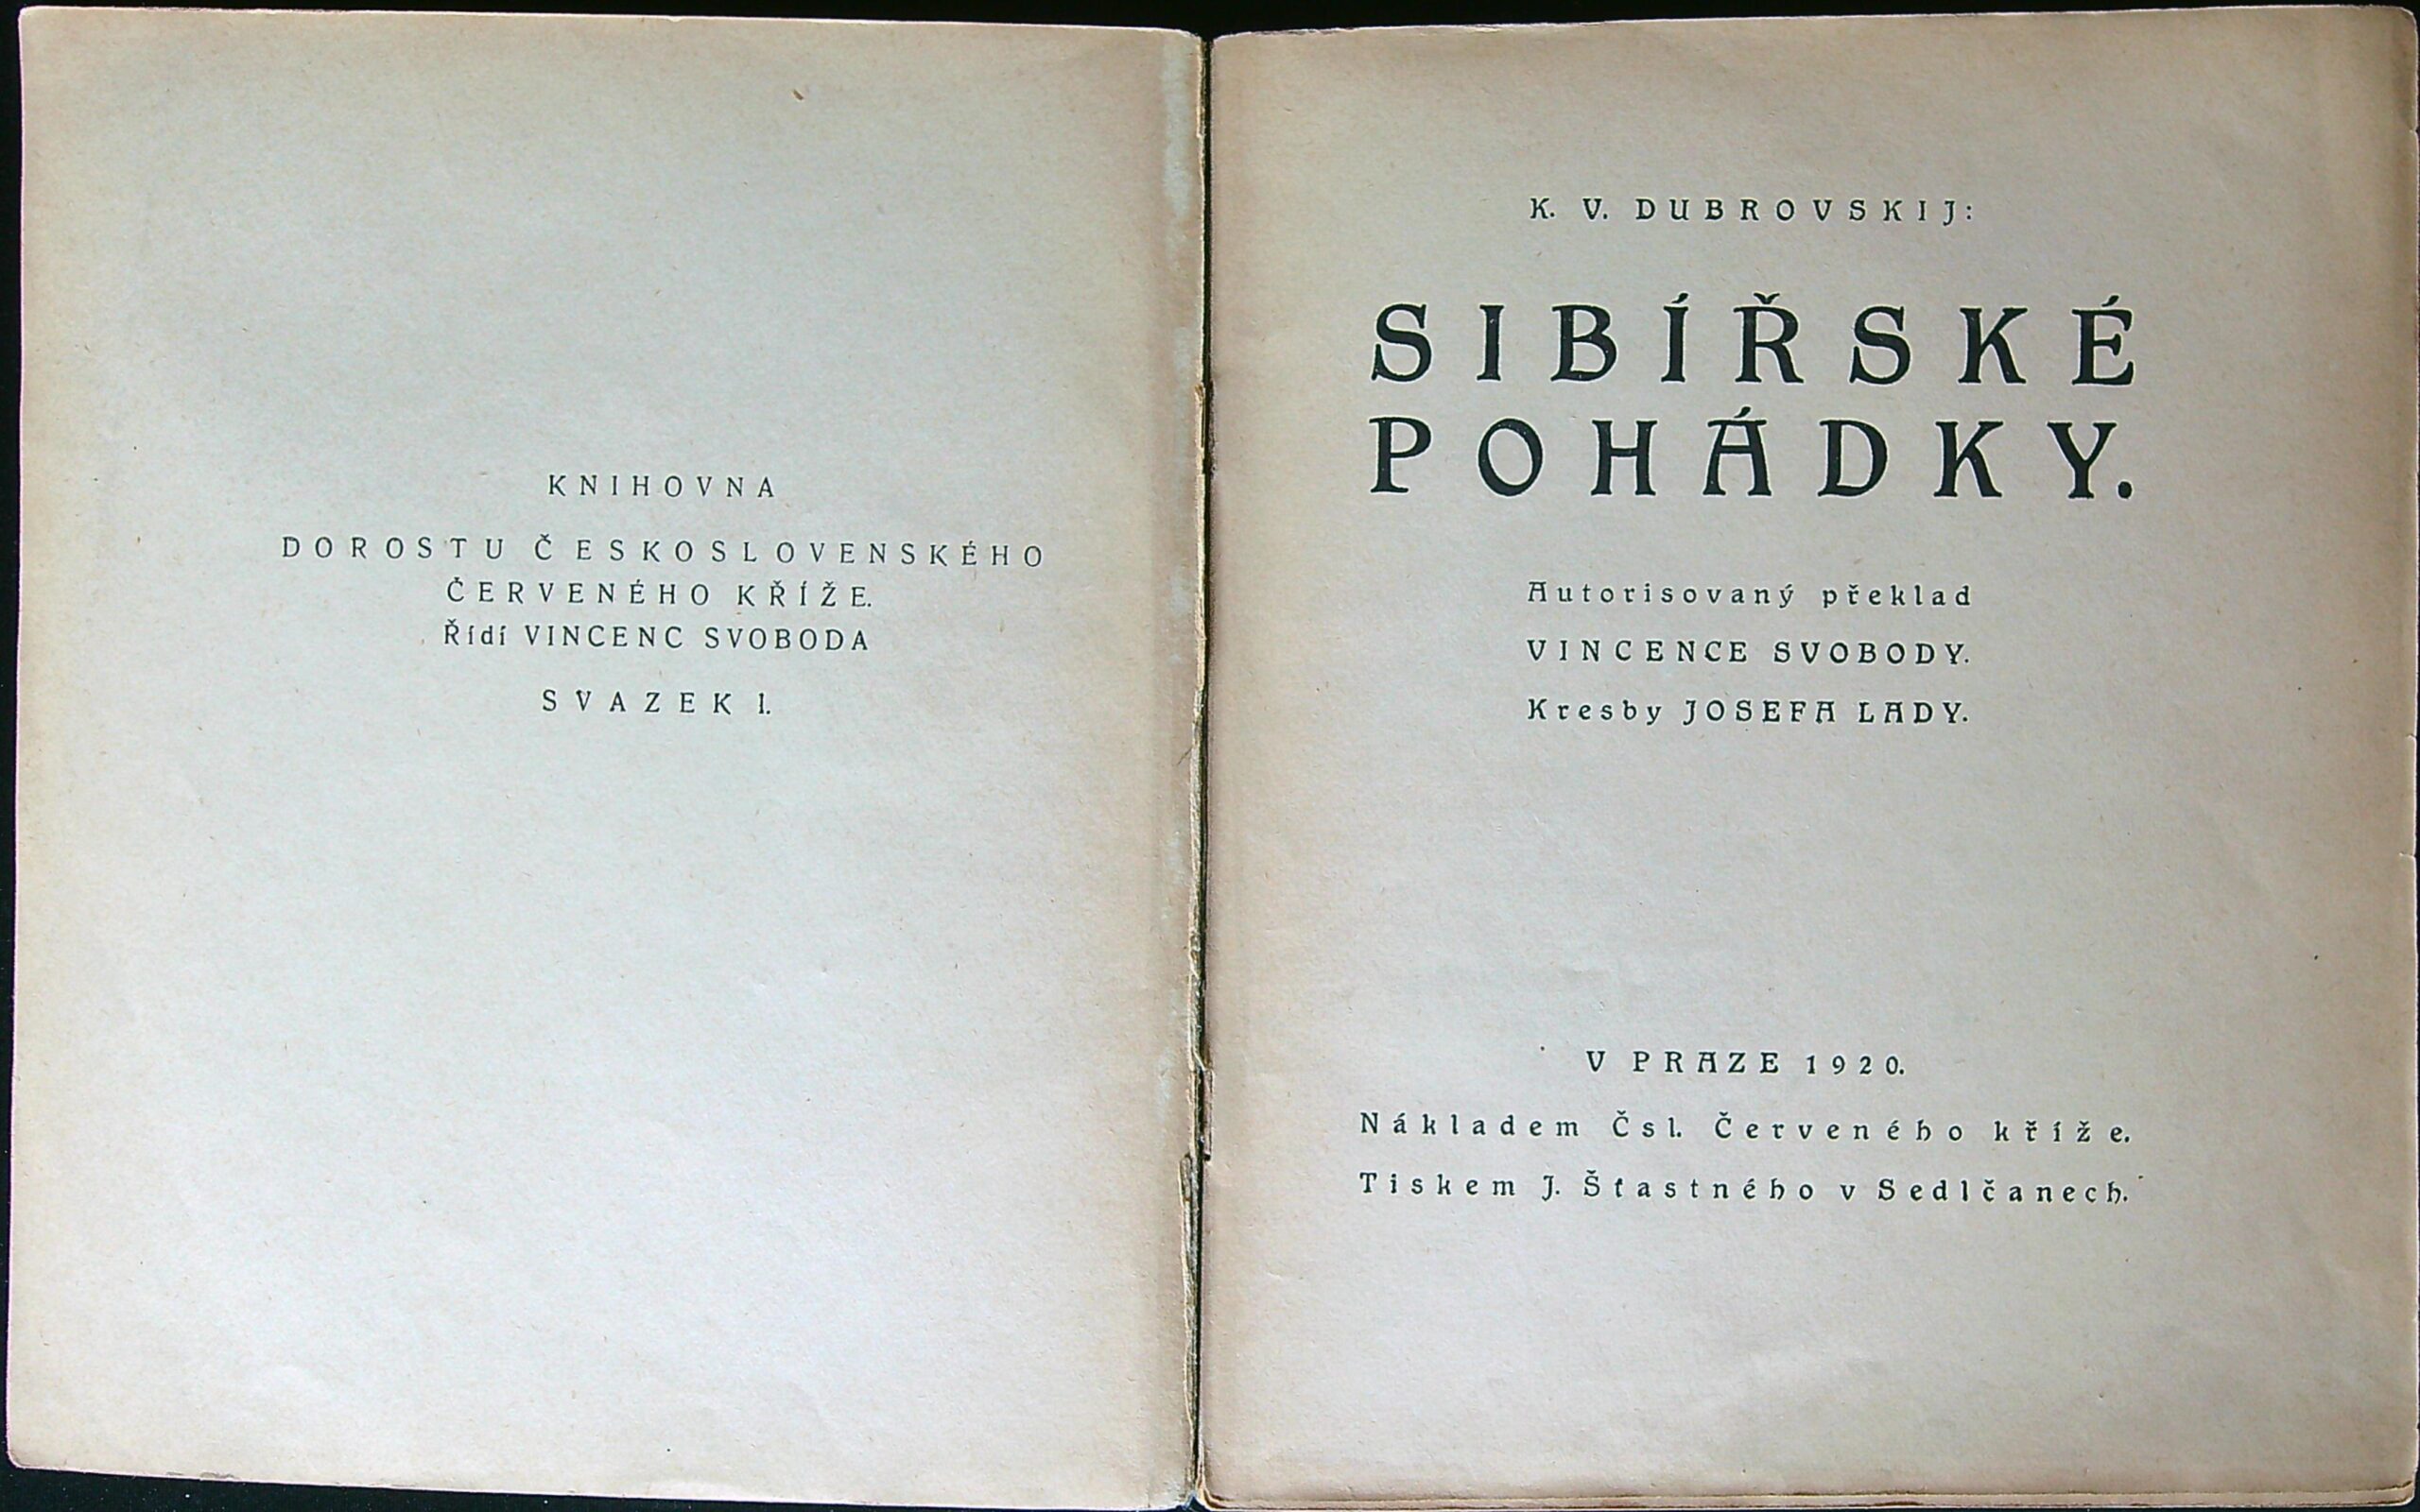 KNIHOVNA
DOROSTU ČESKOSLOVENSKÉHO
ČERVENÉHO KŘÍŽE.
Řídí VINCENC SVOBODA
SVAZEK I.
K. V. DUBROVSKIJ:
SIBÍŘSKÉ
POHÁDKY.
Autorisovaný překlad
VINCENCE SVOBODY.
Kresby JOSEFA LADY.
V PRAZE 1920.
Nákladem Čsl. Červeného kříže.
Tiskem J. Šťastného v Sedlčanech.